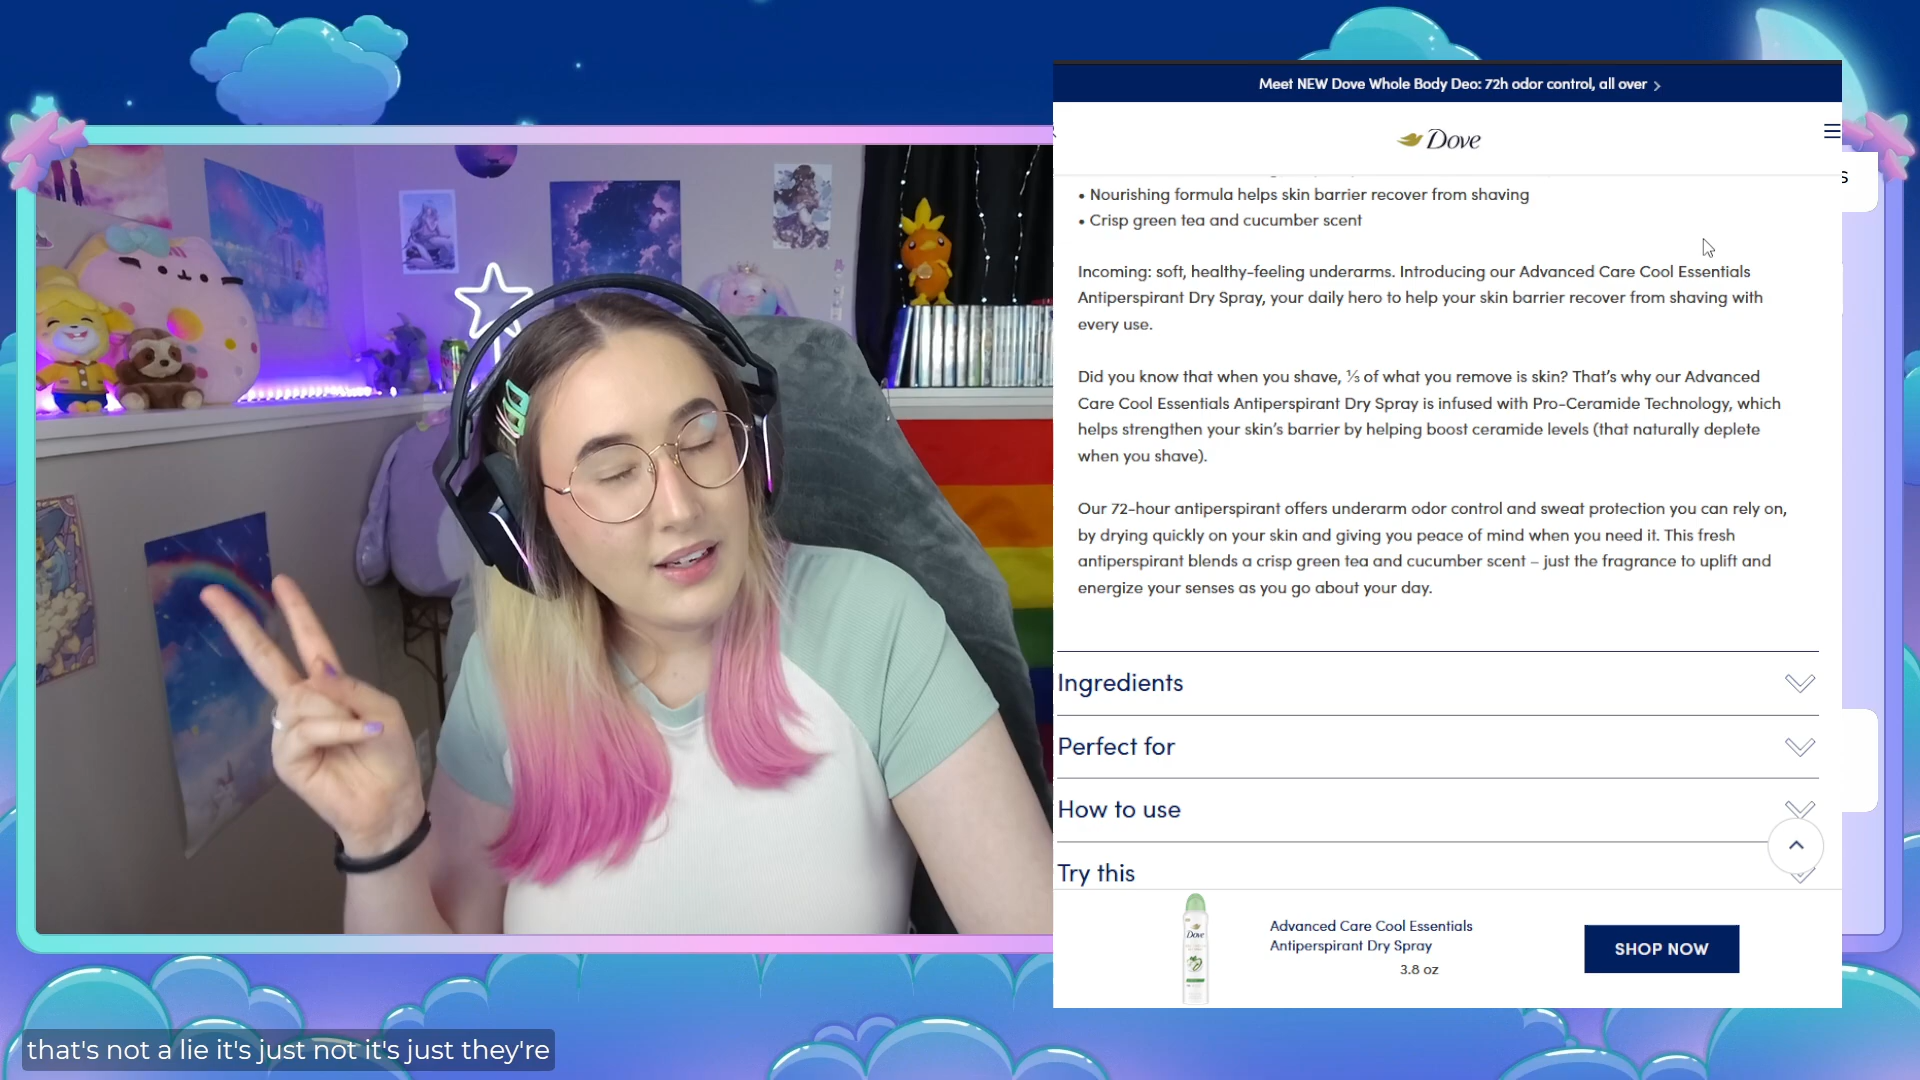 Meet NEW Dove Whole Body Deo: 72h odor control, all over
Dove
• Nourishing formula helps skin barrier recover from shaving
• Crisp green tea and cucumber scent
Incoming: soft, healthy-feeling underarms. Introducing our Advanced Care Cool Essentials
Antiperspirant Dry Spray, your daily hero to help your skin barrier recover from shaving with
every use.
Did you know that when you shave, ⅓ of what you remove is skin? That’s why our Advanced
Care Cool Essentials Antiperspirant Dry Spray is infused with Pro-Ceramide Technology, which
helps strengthen your skin’s barrier by helping boost ceramide levels (that naturally deplete
when you shave).
Our 72-hour antiperspirant offers underarm odor control and sweat protection you can rely on,
by drying quickly on your skin and giving you peace of mind when you need it. This fresh
antiperspirant blends a crisp green tea and cucumber scent – just the fragrance to uplift and
energize your senses as you go about your day.
Ingredients
Perfect for
How to use
Try this
Dove
Advanced Care Cool Essentials
Antiperspirant Dry Spray
3.8 oz
SHOP NOW
s
that's not a lie it's just not it's just they're